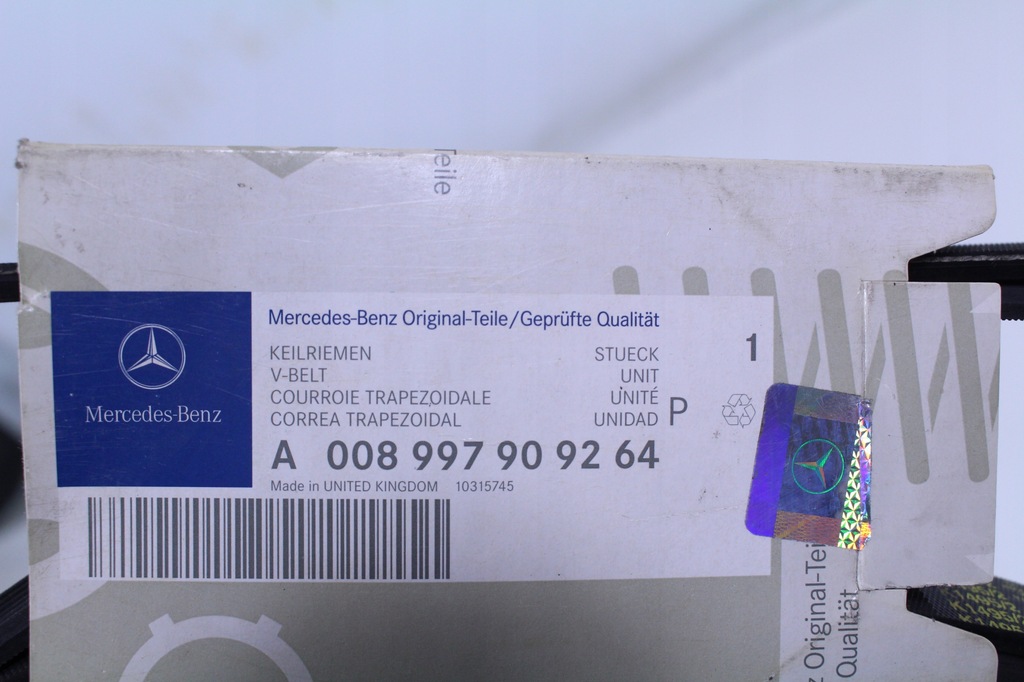 Teile
Mercedes-Benz
Mercedes-Benz Original-Teile/Geprüfte Qualität
KEILRIEMEN STUECK 1
V-BELT UNIT
COURROIE TRAPEZOIDALE UNITÉ
CORREA TRAPEZOIDAL UNIDAD P
A 008 997 90 92 64
Made in UNITED KINGDOM 10315745
Original-Tei
Qualität